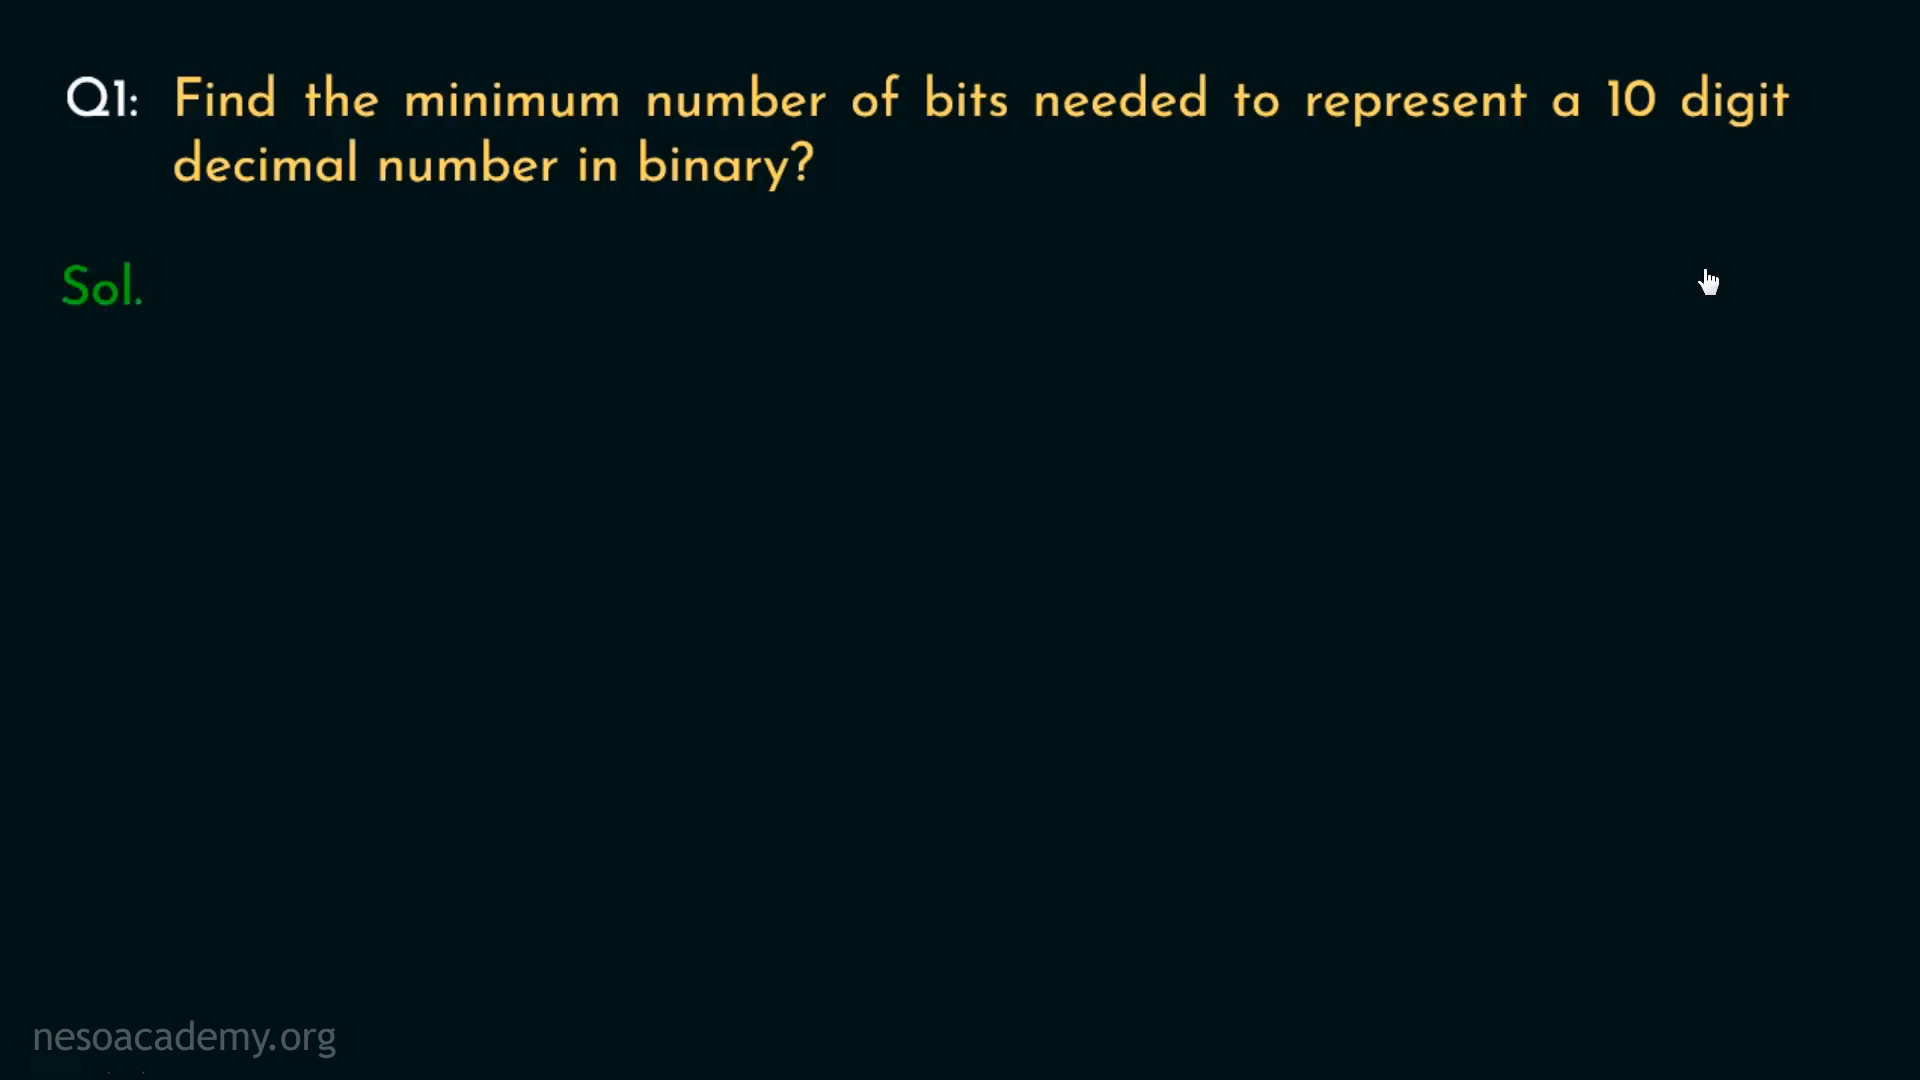 Q1: Find the minimum number of bits needed to represent a 10 digit
decimal number in binary?
Sol.
nesoacademy.org